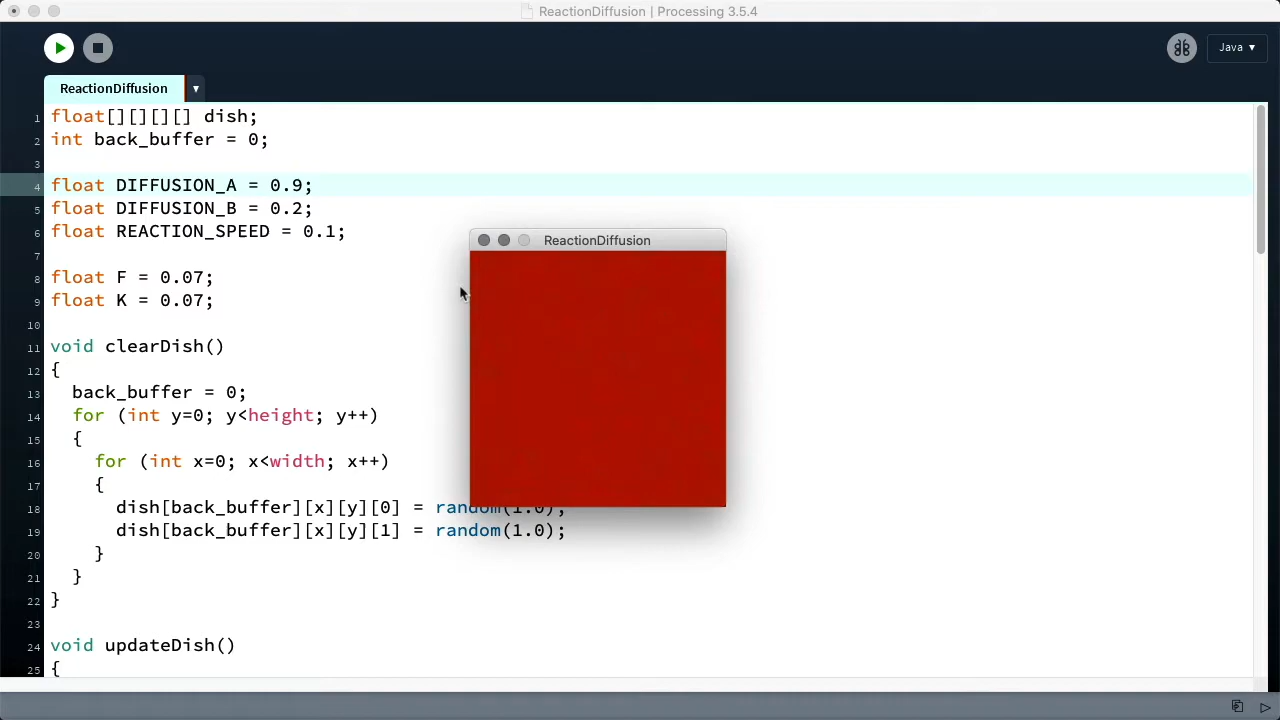 ReactionDiffusion | Processing 3.5.4
Java ▼
ReactionDiffusion ▼
1 float[][][][] dish;
2 int back_buffer = 0;
3
4 float DIFFUSION_A = 0.9;
5 float DIFFUSION_B = 0.2;
6 float REACTION_SPEED = 0.1;
7
ReactionDiffusion
8 float F = 0.07;
9 float K = 0.07;
10
11 void clearDish()
12 {
13 back_buffer = 0;
14 for (int y=0; y<height; y++)
15 {
16 for (int x=0; x<width; x++)
17 {
18 dish[back_buffer][x][y][0] = random(1.0);
19 dish[back_buffer][x][y][1] = random(1.0);
20 }
21 }
22 }
23
24 void updateDish()
25 {